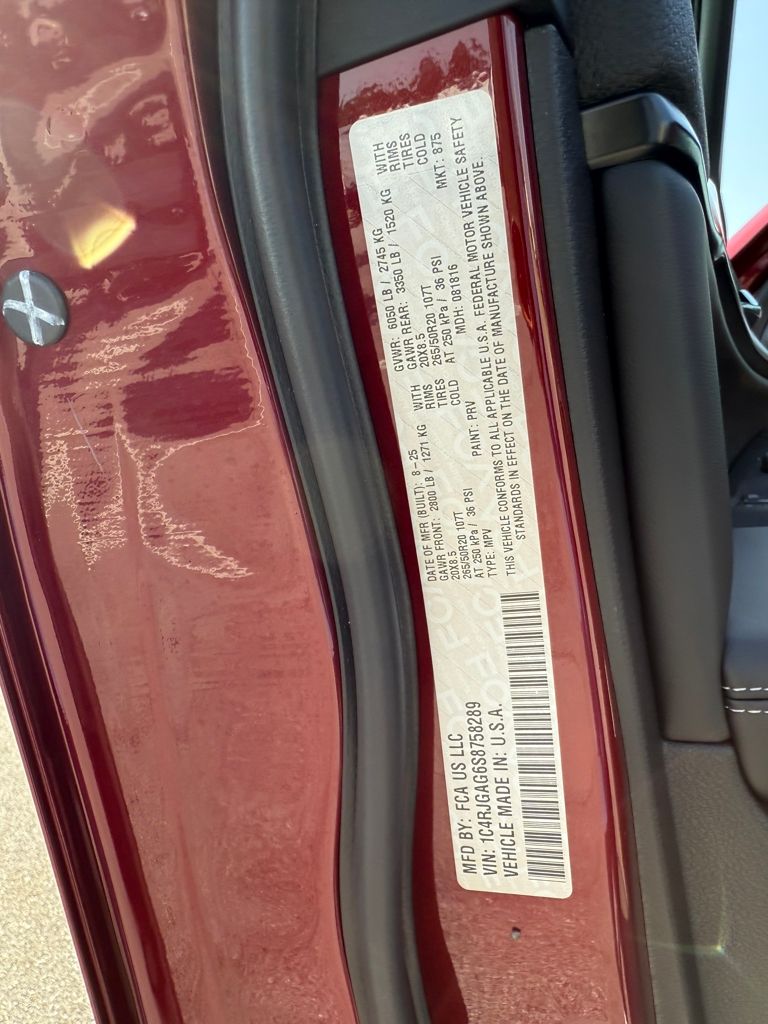 MFD BY: FCA US LLC
VIN: 1C4RJGAG6S8758289
VEHICLE MADE IN: U.S.A.
DATE OF MFR (BUILT): 8-25
GAWR FRONT: 2800 LB / 1271 KG WITH
20X8.5 RIMS
265/50R20 107T TIRES
AT 250 kPa / 36 PSI COLD
TYPE: MPV PAINT: PRV
GVWR: 6050 LB / 2745 KG
GAWR REAR: 3350 LB / 1520 KG WITH
20X8.5 RIMS
265/50R20 107T TIRES
AT 250 kPa / 36 PSI COLD
MDH: 081816 MKT: 875
THIS VEHICLE CONFORMS TO ALL APPLICABLE U.S.A. FEDERAL MOTOR VEHICLE SAFETY
STANDARDS IN EFFECT ON THE DATE OF MANUFACTURE SHOWN ABOVE.
X